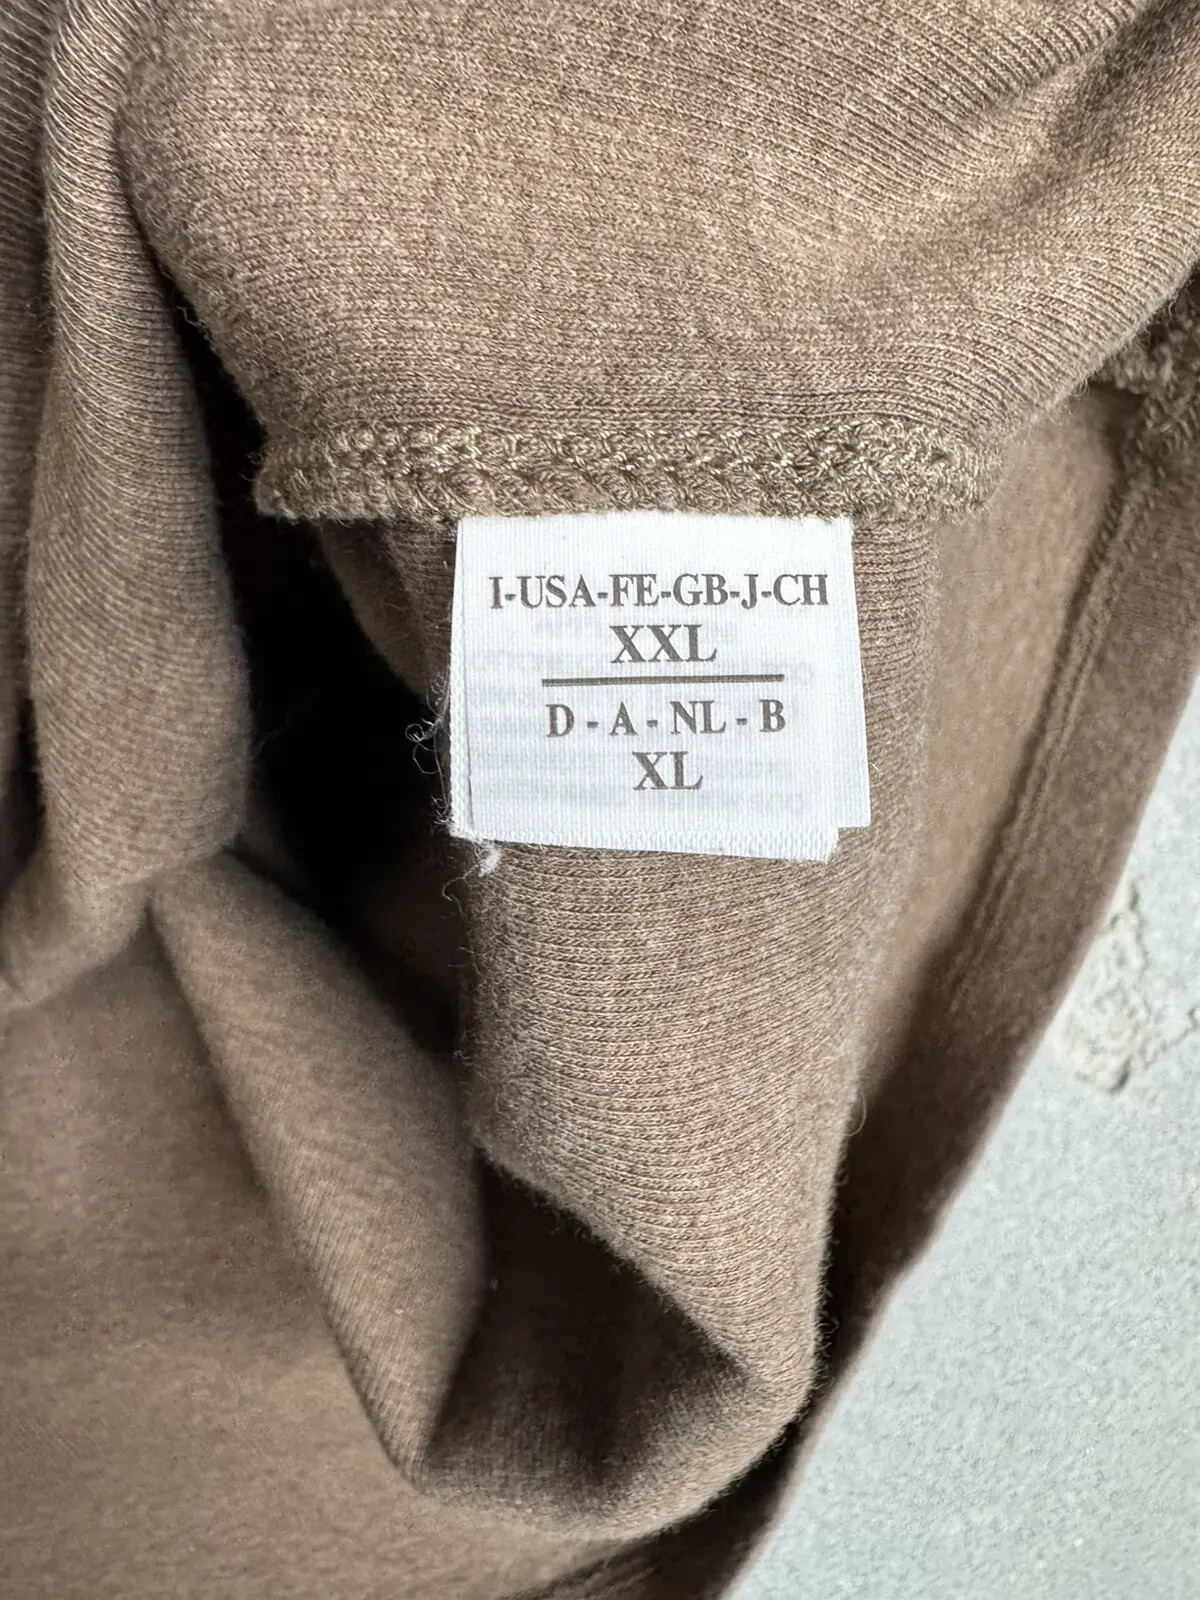 I-USA-FE-GB-J-CH
XXL
D - A - NL - B
XL